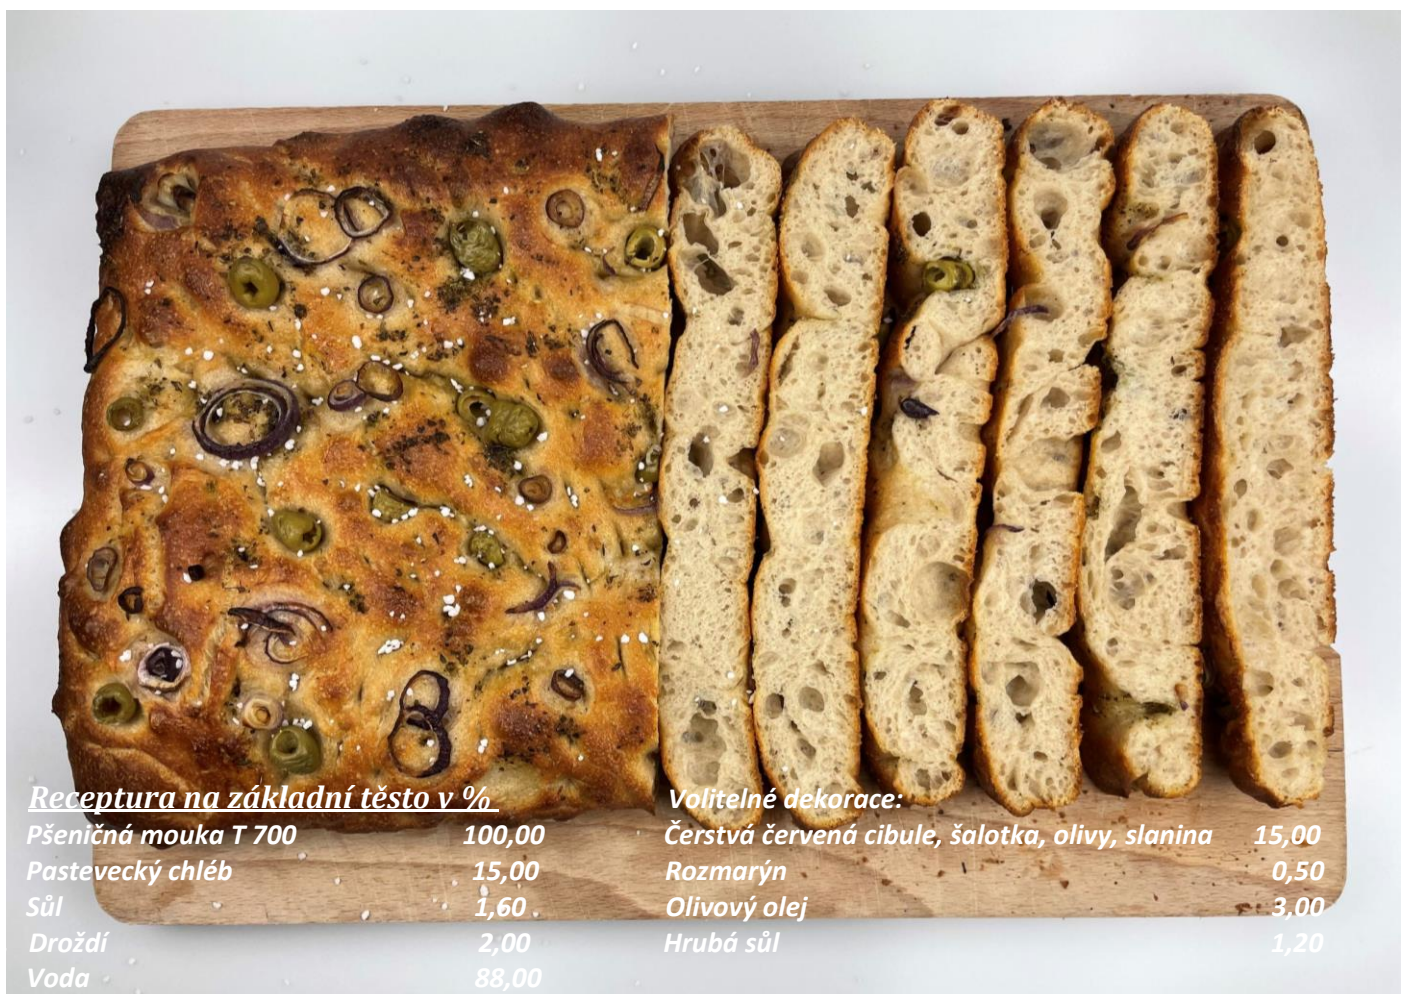 Receptura na základní těsto v %
Pšeničná mouka T 700 100,00
Pastevecký chléb 15,00
Sůl 1,60
Droždí 2,00
Voda 88,00
Volitelné dekorace:
Čerstvá červená cibule, šalotka, olivy, slanina 15,00
Rozmarýn 0,50
Olivový olej 3,00
Hrubá sůl 1,20